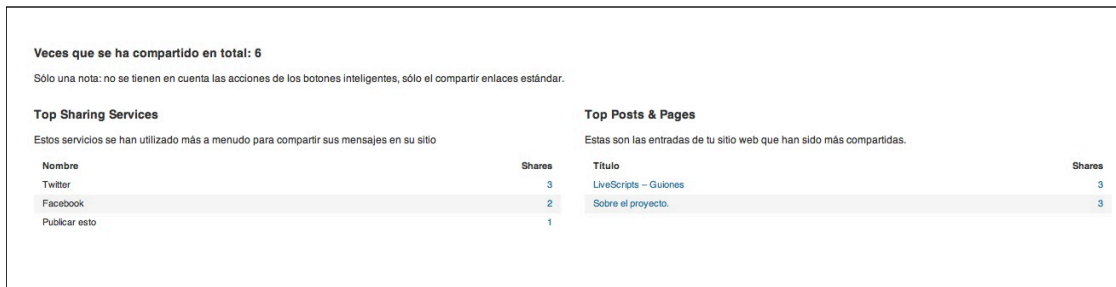 Veces que se ha compartido en total: 6
Sólo una nota: no se tienen en cuenta las acciones de los botones inteligentes, sólo el compartir enlaces estándar.
Top Sharing Services
Estos servicios se han utilizado más a menudo para compartir sus mensajes en su sitio
Nombre Shares
Twitter 3
Facebook 2
Publicar esto 1
Top Posts & Pages
Estas son las entradas de tu sitio web que han sido más compartidas.
Título Shares
LiveScripts – Guiones 3
Sobre el proyecto. 3